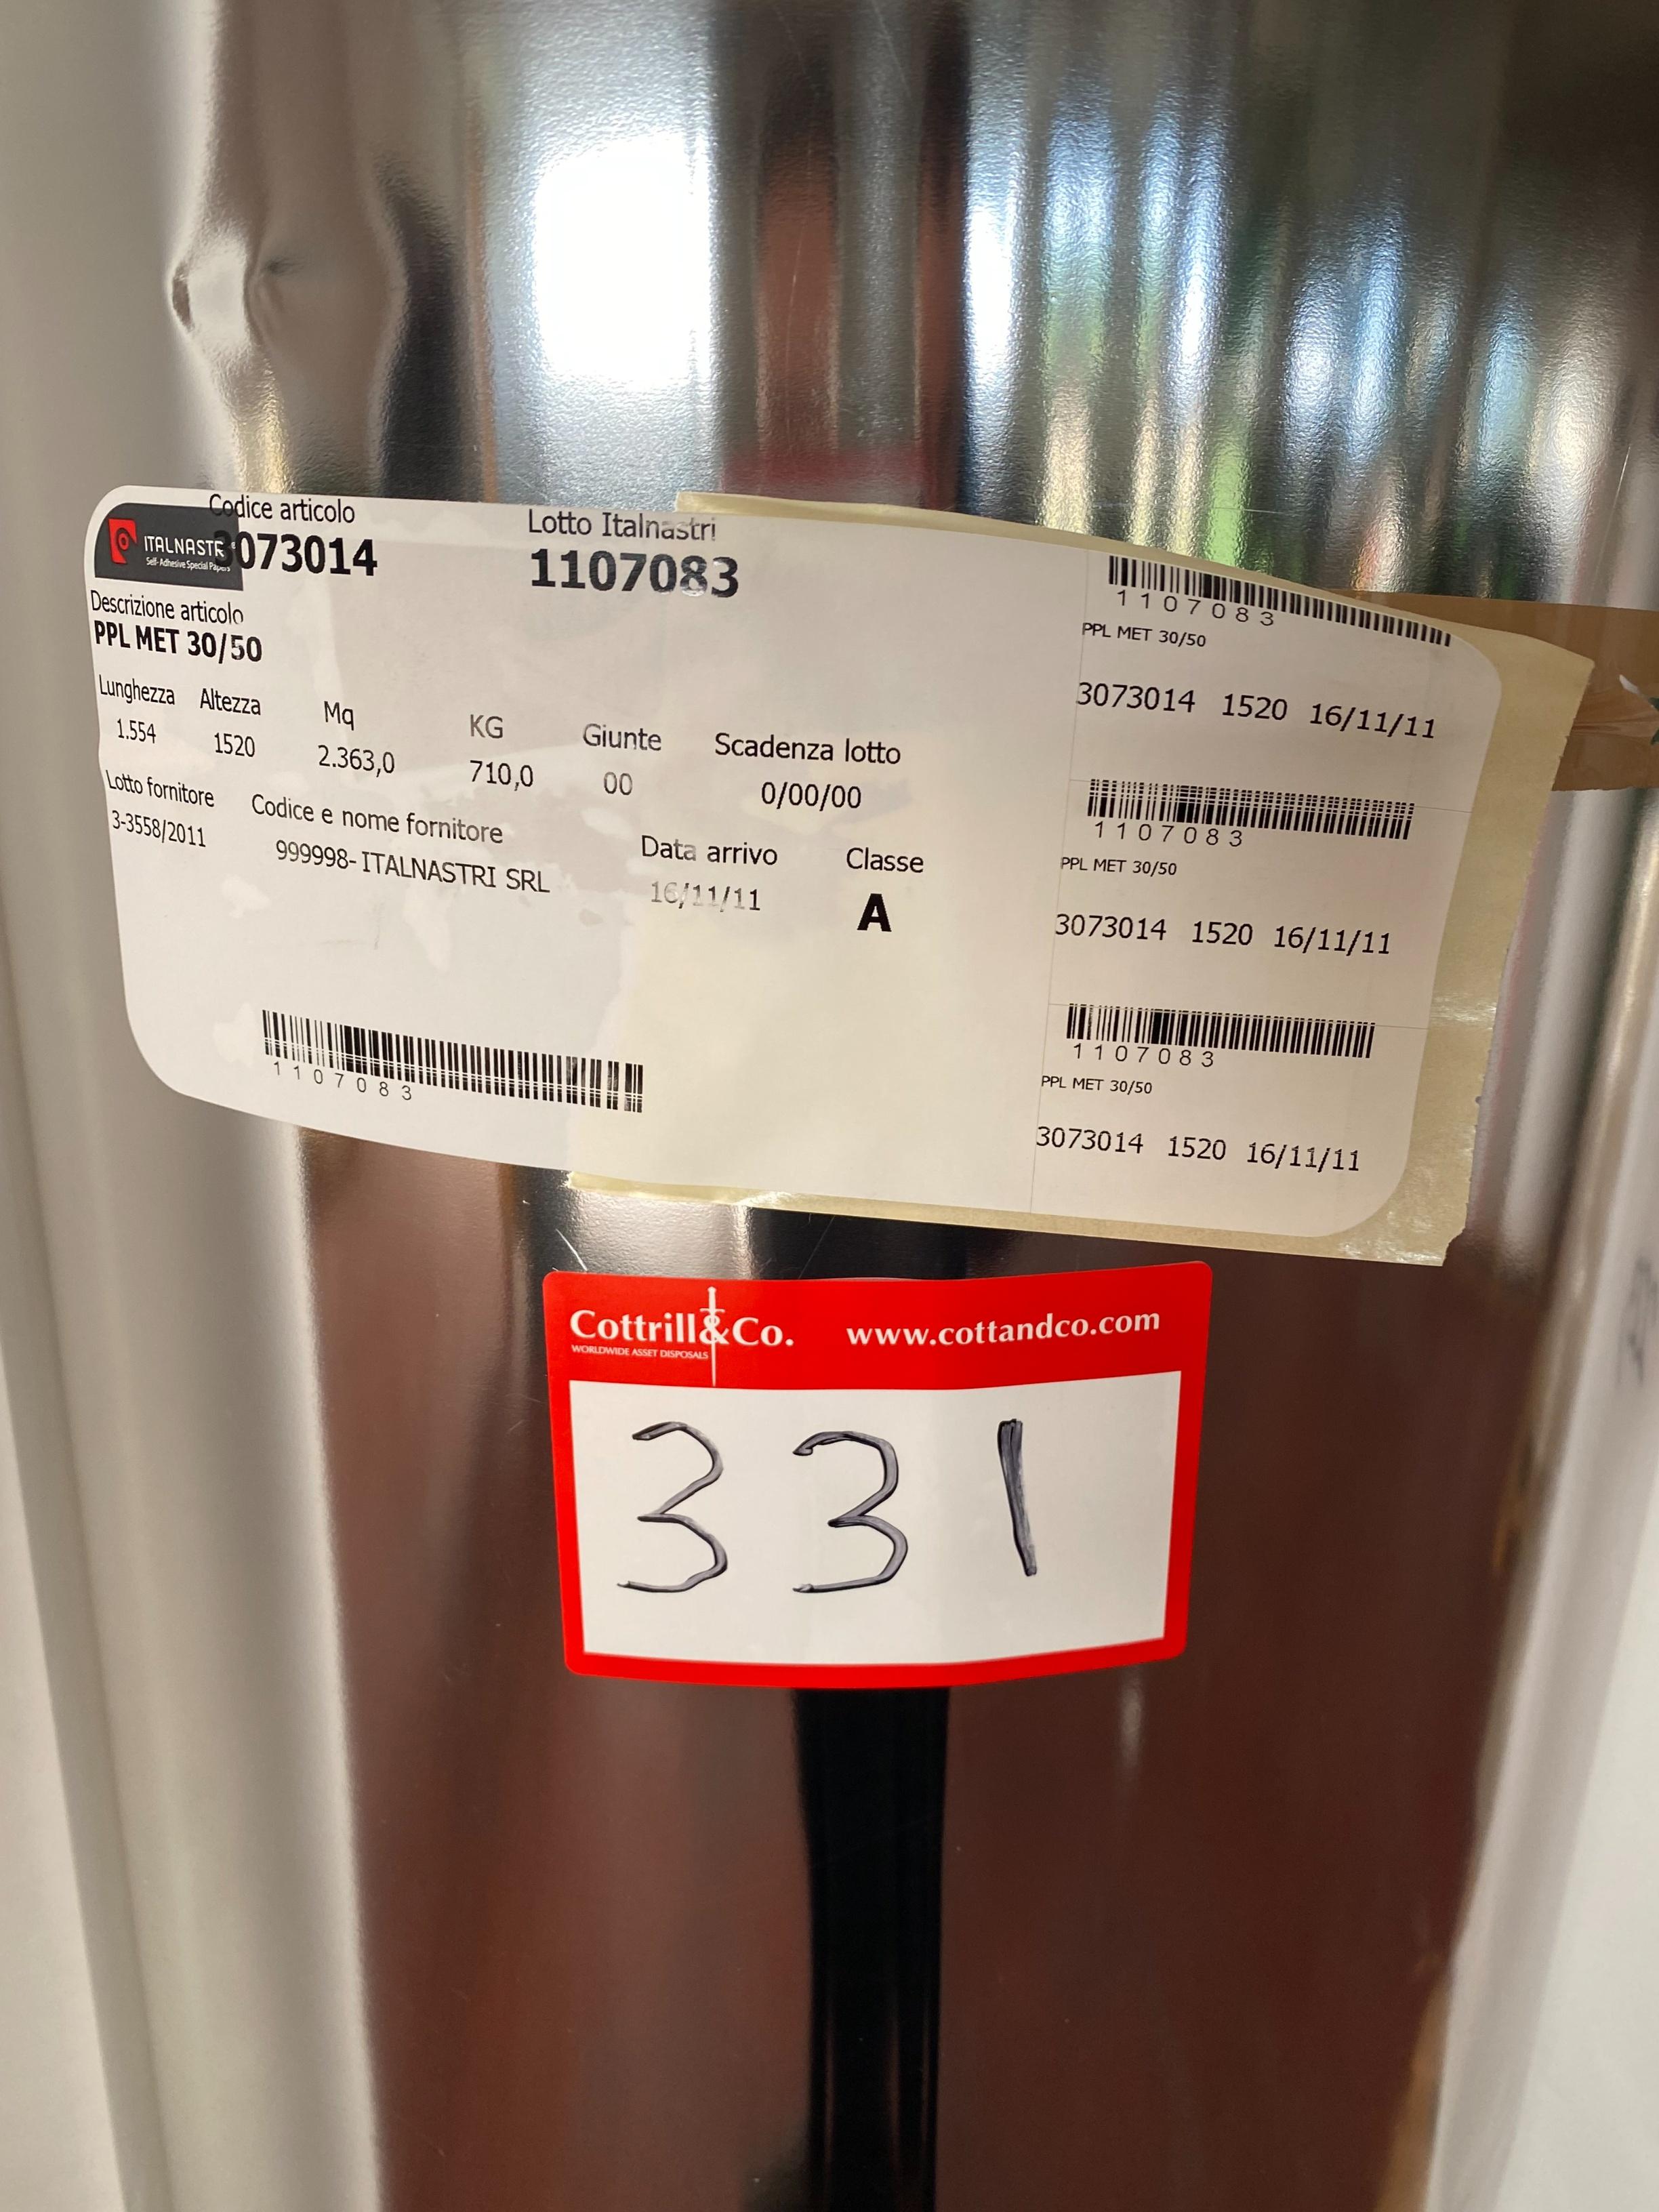 Codice articolo
3073014
Lotto Italnastri
1107083
ITALNASTRI
Self-Adhesive Special Papers
Descrizione articolo
PPL MET 30/50
Lunghezza Altezza Mq KG Giunte Scadenza lotto
1.554 1520 2.363,0 710,0 00 0/00/00
Lotto fornitore Codice e nome fornitore Data arrivo Classe
3-3558/2011 999998-ITALNASTRI SRL 16/11/11 A
1107083
1107083
PPL MET 30/50
3073014 1520 16/11/11
1107083
PPL MET 30/50
3073014 1520 16/11/11
1107083
PPL MET 30/50
3073014 1520 16/11/11
Cottrill&Co. www.cottandco.com
WORLDWIDE ASSET DISPOSALS
331